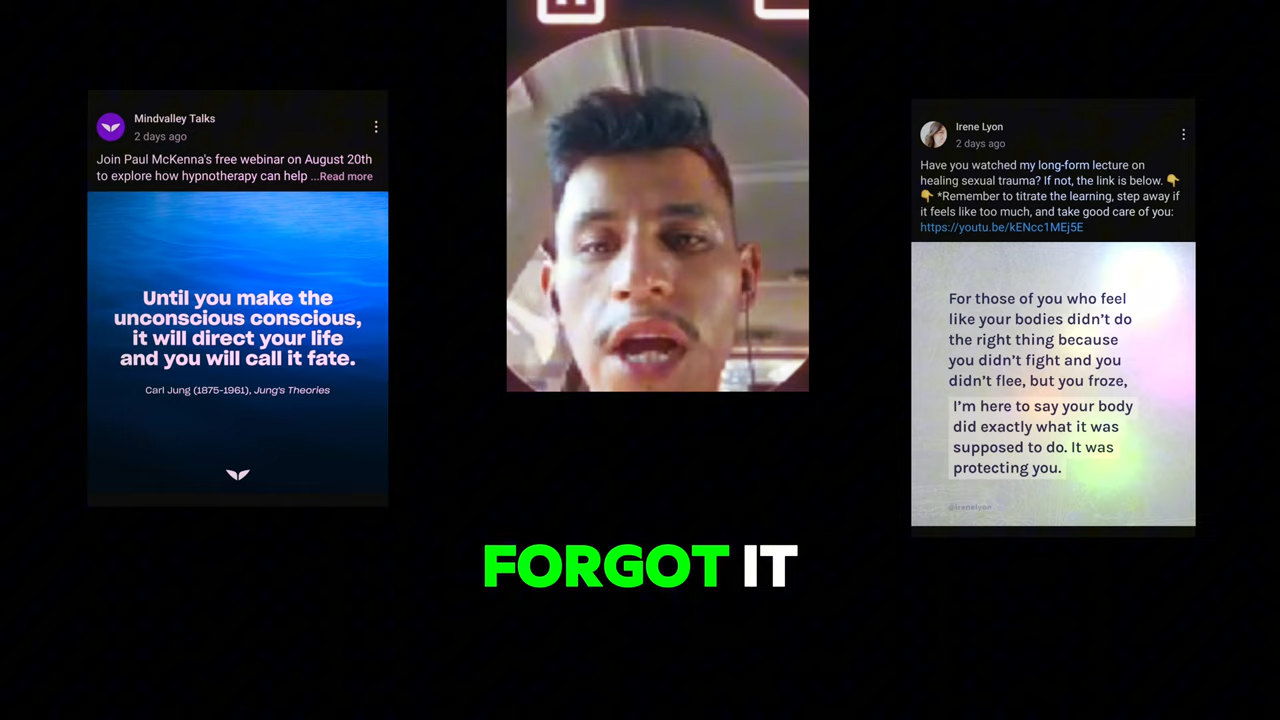 Mindvalley Talks
2 days ago
Join Paul McKenna's free webinar on August 20th
to explore how hypnotherapy can help ...Read more
Until you make the
unconscious conscious,
it will direct your life
and you will call it fate.
Carl Jung (1875-1961), Jung's Theories
Irene Lyon
2 days ago
Have you watched my long-form lecture on
healing sexual trauma? If not, the link is below. 👇
👇 *Remember to titrate the learning, step away if
it feels like too much, and take good care of you:
https://youtu.be/kENcc1MEj5E
For those of you who feel
like your bodies didn't do
the right thing because
you didn't fight and you
didn't flee, but you froze,
I'm here to say your body
did exactly what it was
supposed to do. It was
protecting you.
@irenelyon
FORGOT IT